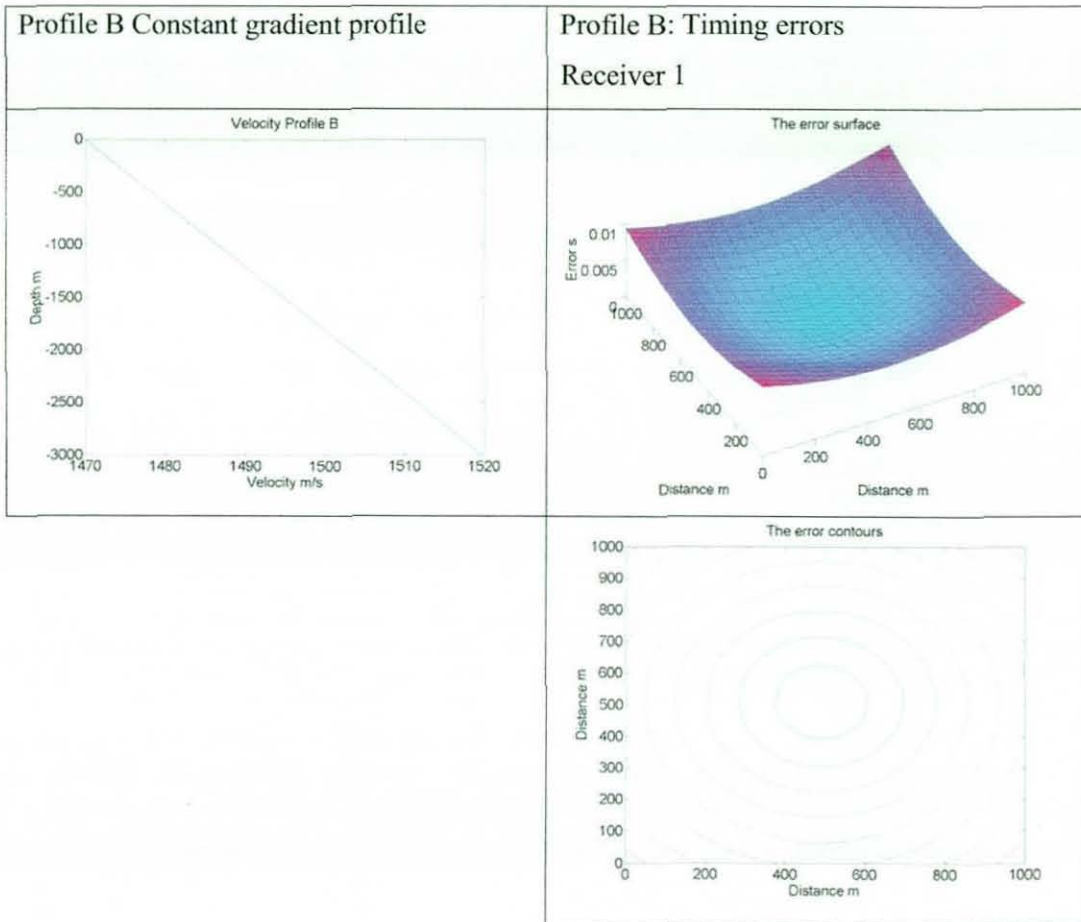 Profile B Constant gradient profile
Profile B: Timing errors
Receiver 1
Velocity Profile B
0
-500
-1000
-1500
-2000
-2500
-3000
Depth m
1470 1480 1490 1500 1510 1520
Velocity m/s
The error surface
0.01
0.005
0
Error s
1000
800
600
400
200
0
200
400
600
800
1000
Distance m
Distance m
The error contours
1000
900
800
700
600
500
400
300
200
100
0
Distance m
0 200 400 600 800 1000
Distance m